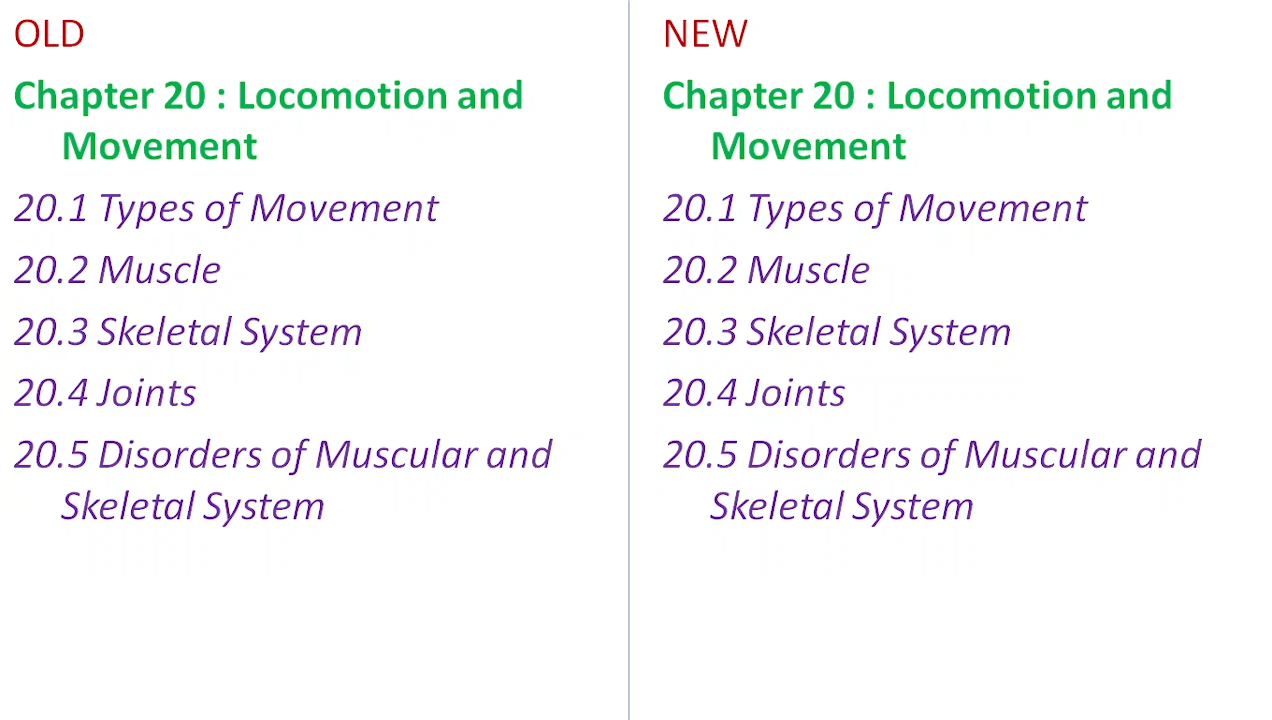 OLD
Chapter 20 : Locomotion and
Movement
20.1 Types of Movement
20.2 Muscle
20.3 Skeletal System
20.4 Joints
20.5 Disorders of Muscular and
Skeletal System
NEW
Chapter 20 : Locomotion and
Movement
20.1 Types of Movement
20.2 Muscle
20.3 Skeletal System
20.4 Joints
20.5 Disorders of Muscular and
Skeletal System